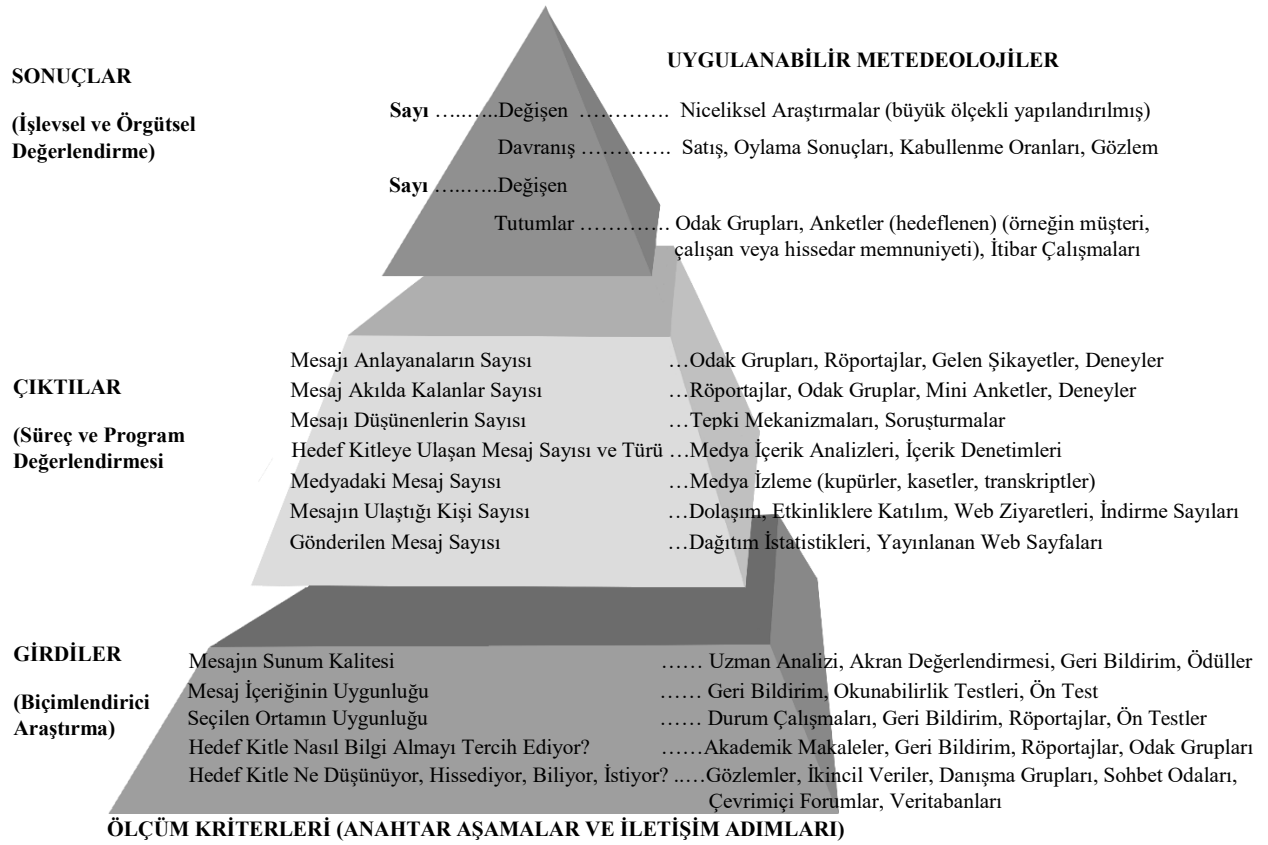 UYGULANABİLİR METEDEOLOJİLER
SONUÇLAR
(İşlevsel ve Örgütsel
Değerlendirme)
Sayı ………..Değişen …………. Niceliksel Araştırmalar (büyük ölçekli yapılandırılmış)
Davranış …………. Satış, Oylama Sonuçları, Kabullenme Oranları, Gözlem
Sayı ………..Değişen
Tutumlar …………. Odak Grupları, Anketler (hedeflenen) (örneğin müşteri,
çalışan veya hissedar memnuniyeti), İtibar Çalışmaları
ÇIKTILAR
(Süreç ve Program
Değerlendirmesi
Mesajı Anlayanaların Sayısı …Odak Grupları, Röportajlar, Gelen Şikayetler, Deneyler
Mesaj Akılda Kalanlar Sayısı …Röportajlar, Odak Gruplar, Mini Anketler, Deneyler
Mesajı Düşünenlerin Sayısı …Tepki Mekanizmaları, Soruşturmalar
Hedef Kitleye Ulaşan Mesaj Sayısı ve Türü …Medya İçerik Analizleri, İçerik Denetimleri
Medyadaki Mesaj Sayısı …Medya İzleme (kupürler, kasetler, transkriptler)
Mesajın Ulaştığı Kişi Sayısı …Dolaşım, Etkinliklere Katılım, Web Ziyaretleri, İndirme Sayıları
Gönderilen Mesaj Sayısı …Dağıtım İstatistikleri, Yayınlanan Web Sayfaları
GİRDİLER
(Biçimlendirici
Araştırma)
Mesajın Sunum Kalitesi …… Uzman Analizi, Akran Değerlendirmesi, Geri Bildirim, Ödüller
Mesaj İçeriğinin Uygunluğu …… Geri Bildirim, Okunabilirlik Testleri, Ön Test
Seçilen Ortamın Uygunluğu …… Durum Çalışmaları, Geri Bildirim, Röportajlar, Ön Testler
Hedef Kitle Nasıl Bilgi Almayı Tercih Ediyor? ……Akademik Makaleler, Geri Bildirim, Röportajlar, Odak Grupları
Hedef Kitle Ne Düşünüyor, Hissediyor, Biliyor, İstiyor? ..…Gözlemler, İkincil Veriler, Danışma Grupları, Sohbet Odaları,
Çevrimiçi Forumlar, Veritabanları
ÖLÇÜM KRİTERLERİ (ANAHTAR AŞAMALAR VE İLETİŞİM ADIMLARI)